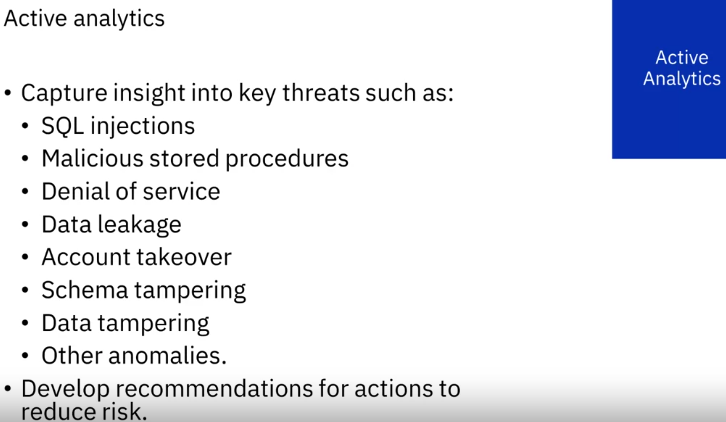 Active analytics
Active
Analytics
• Capture insight into key threats such as:
• SQL injections
• Malicious stored procedures
• Denial of service
• Data leakage
• Account takeover
• Schema tampering
• Data tampering
• Other anomalies.
• Develop recommendations for actions to
reduce risk.